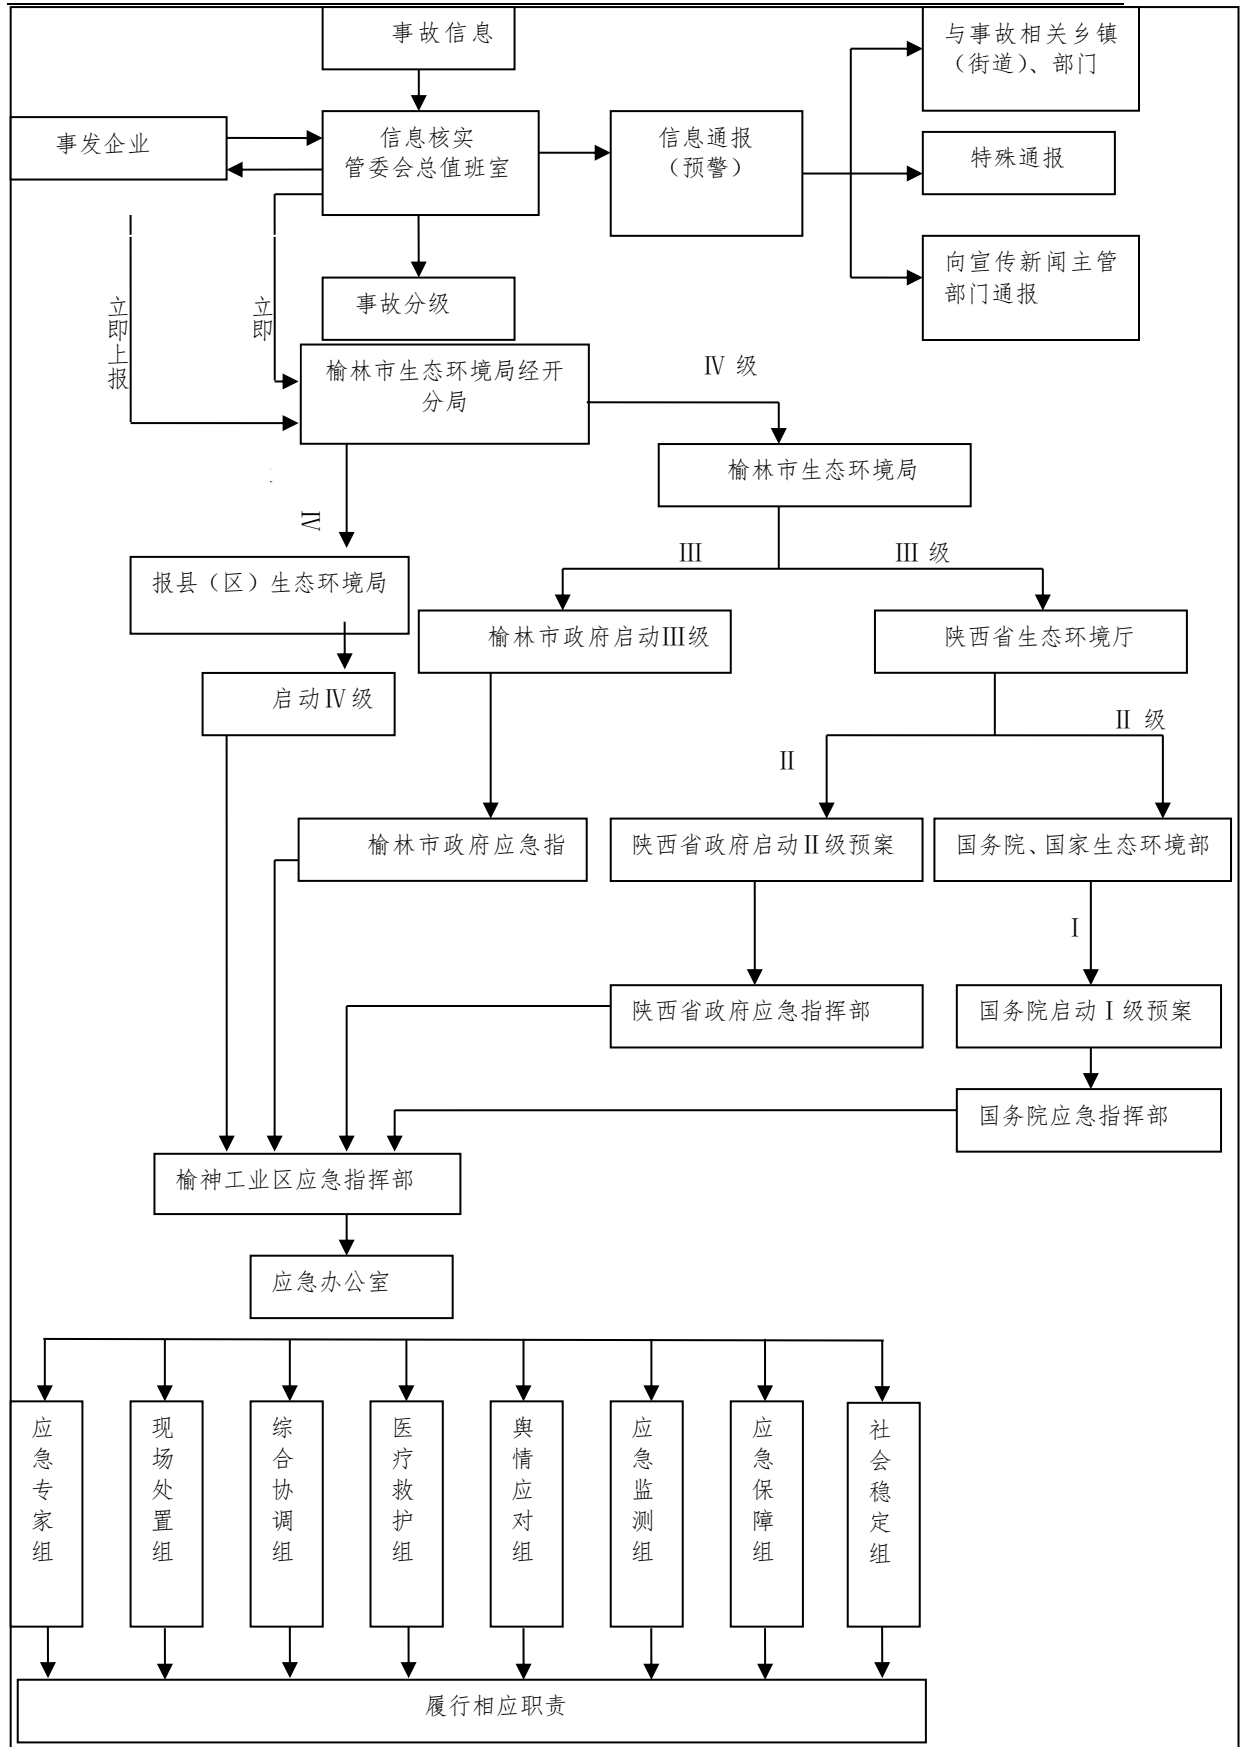 事故信息
与事故相关乡镇
（街道）、部门
事发企业
信息核实
管委会总值班室
信息通报
（预警）
特殊通报
向宣传新闻主管
部门通报
事故分级
立即上报
立即
榆林市生态环境局经开
分局
IV 级
榆林市生态环境局
IV
III
III 级
报县（区）生态环境局
榆林市政府启动III级
陕西省生态环境厅
启动IV级
II
II 级
榆林市政府应急指
陕西省政府启动II级预案
国务院、国家生态环境部
I
陕西省政府应急指挥部
国务院启动 I 级预案
国务院应急指挥部
榆神工业区应急指挥部
应急办公室
应急专家组
现场处置组
综合协调组
医疗救护组
舆情应对组
应急监测组
应急保障组
社会稳定组
履行相应职责